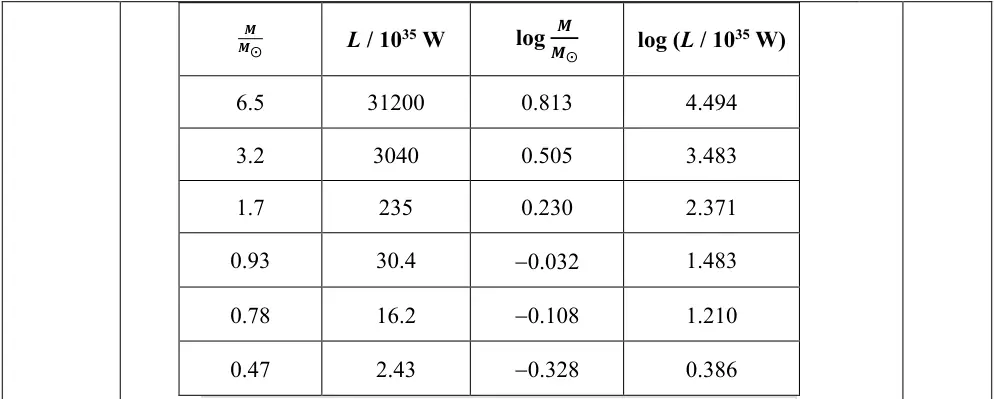 M/M☉ L / 10³⁵ W log M/M☉ log (L / 10³⁵ W)
6.5 31200 0.813 4.494
3.2 3040 0.505 3.483
1.7 235 0.230 2.371
0.93 30.4 −0.032 1.483
0.78 16.2 −0.108 1.210
0.47 2.43 −0.328 0.386